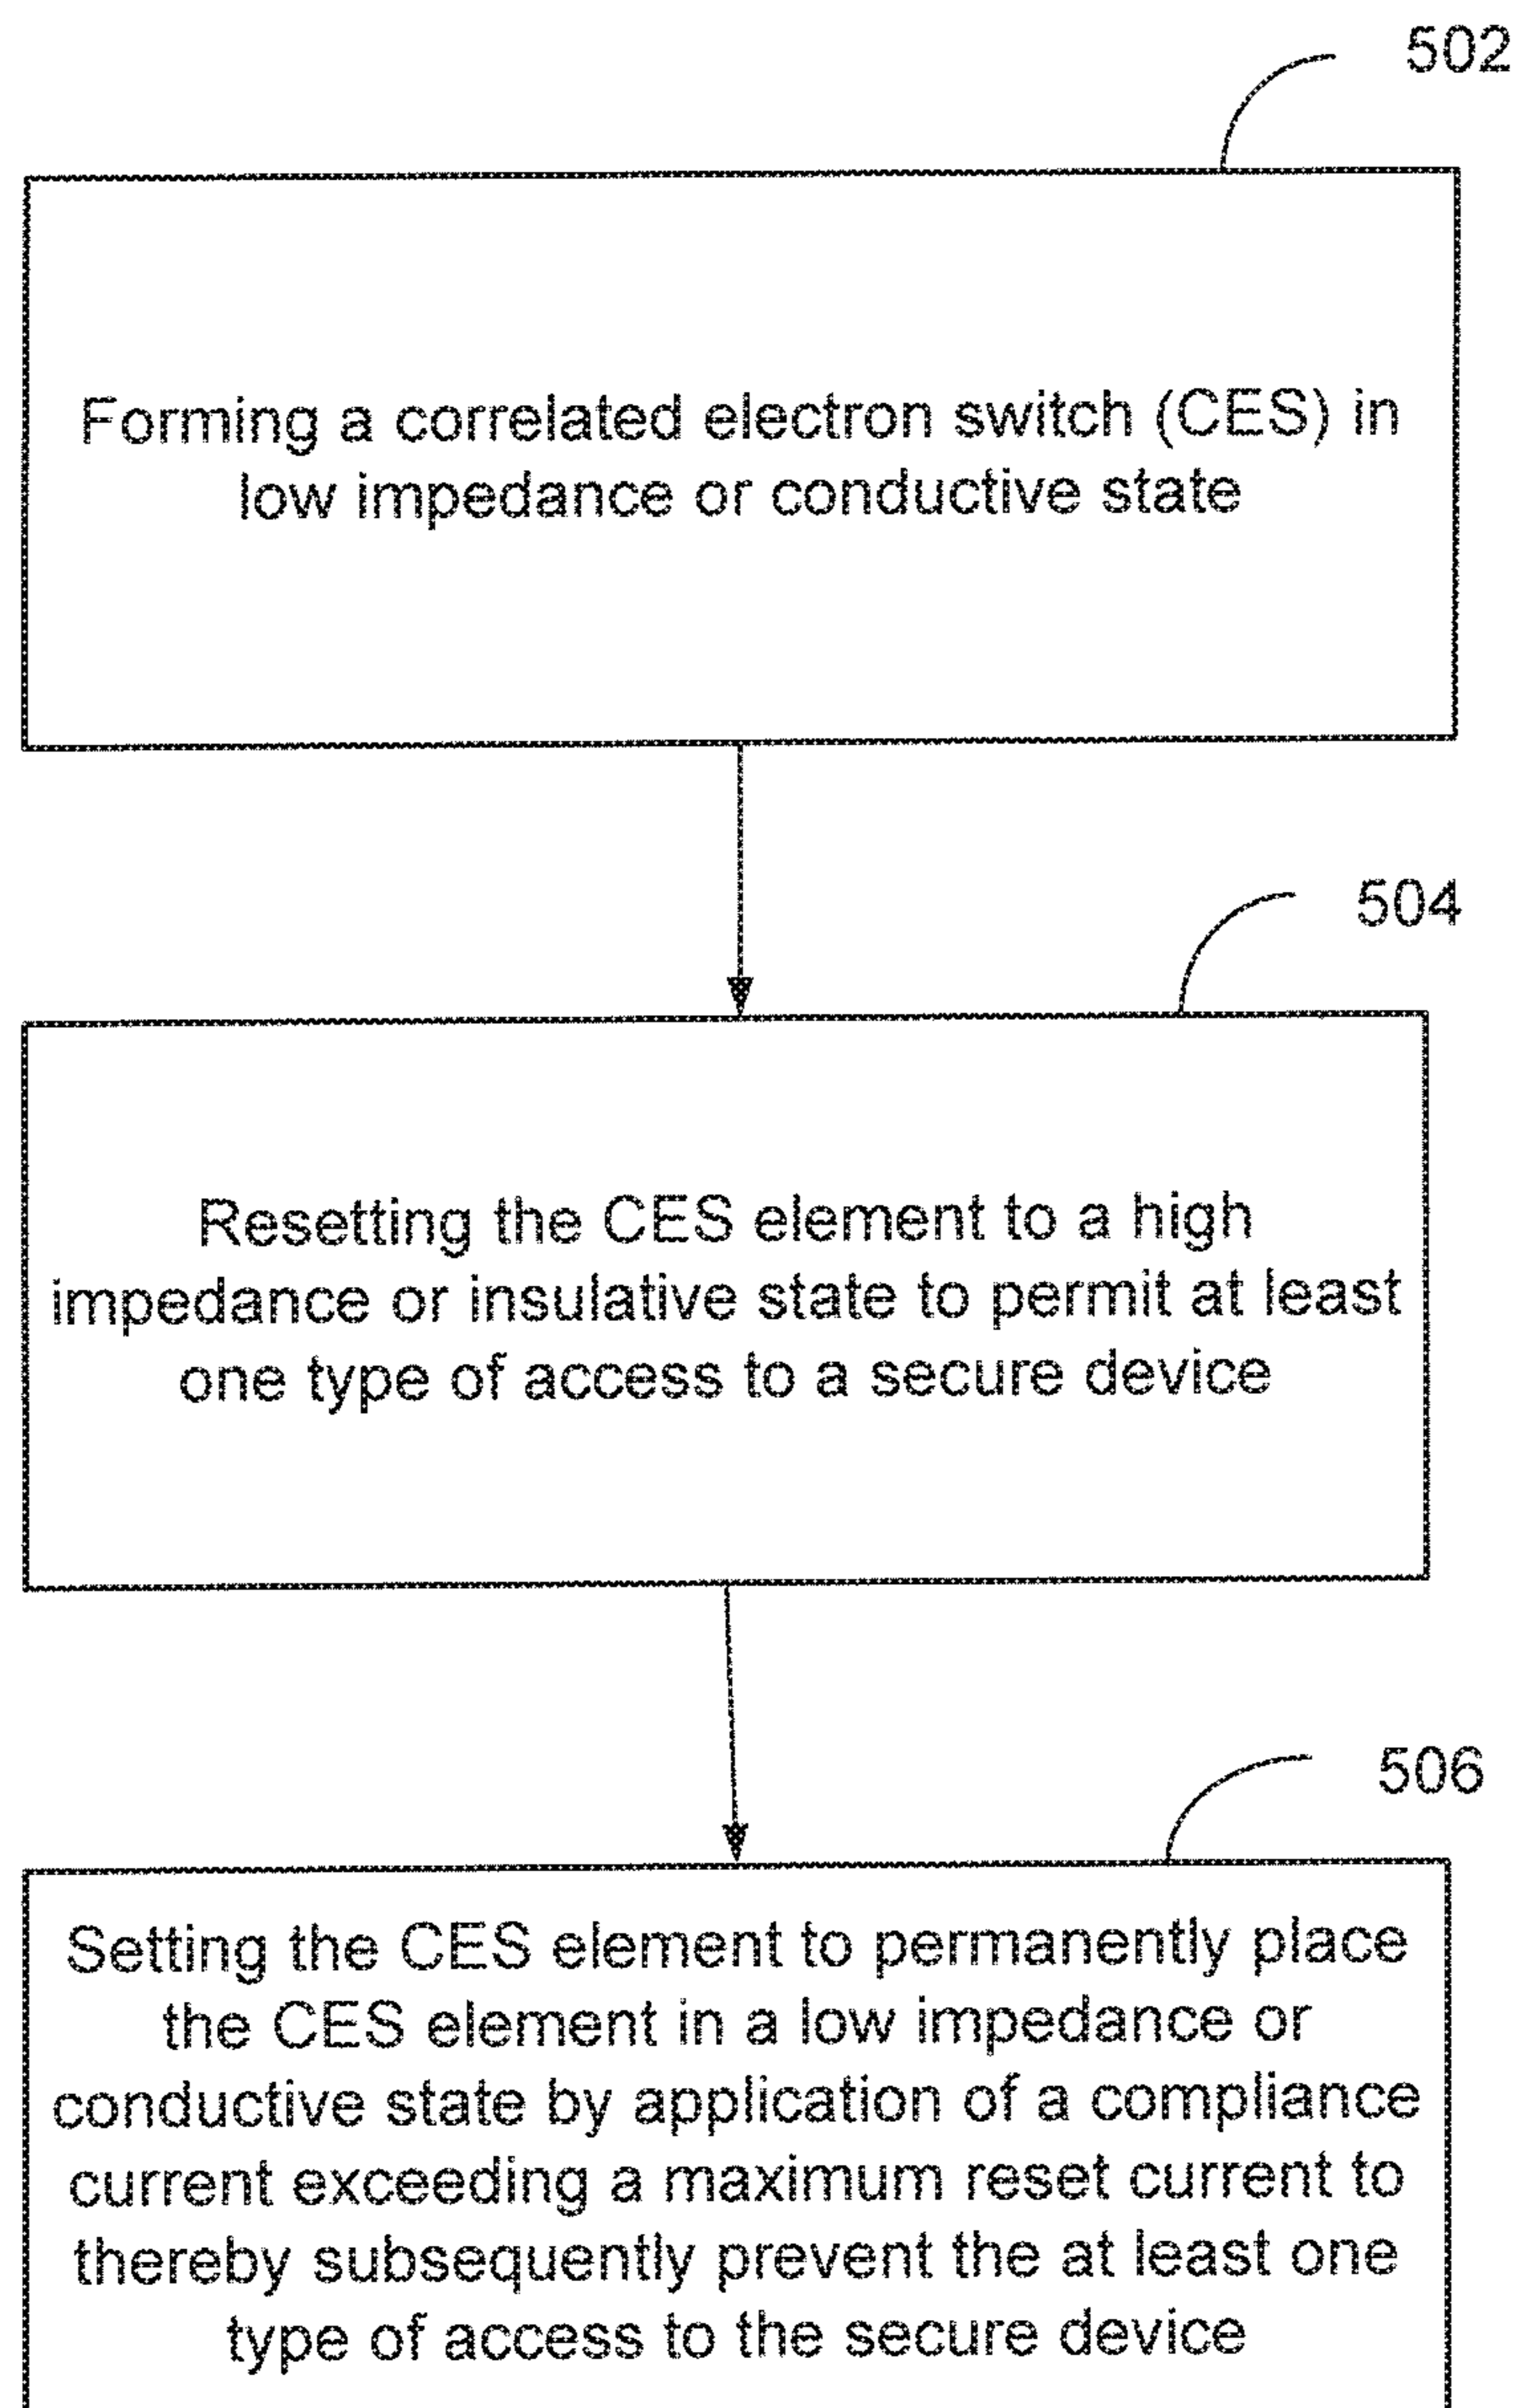 502
Forming a correlated electron switch (CES) in
low impedance or conductive state
504
Resetting the CES element to a high
impedance or insulative state to permit at least
one type of access to a secure device
506
Setting the CES element to permanently place
the CES element in a low impedance or
conductive state by application of a compliance
current exceeding a maximum reset current to
thereby subsequently prevent the at least one
type of access to the secure device